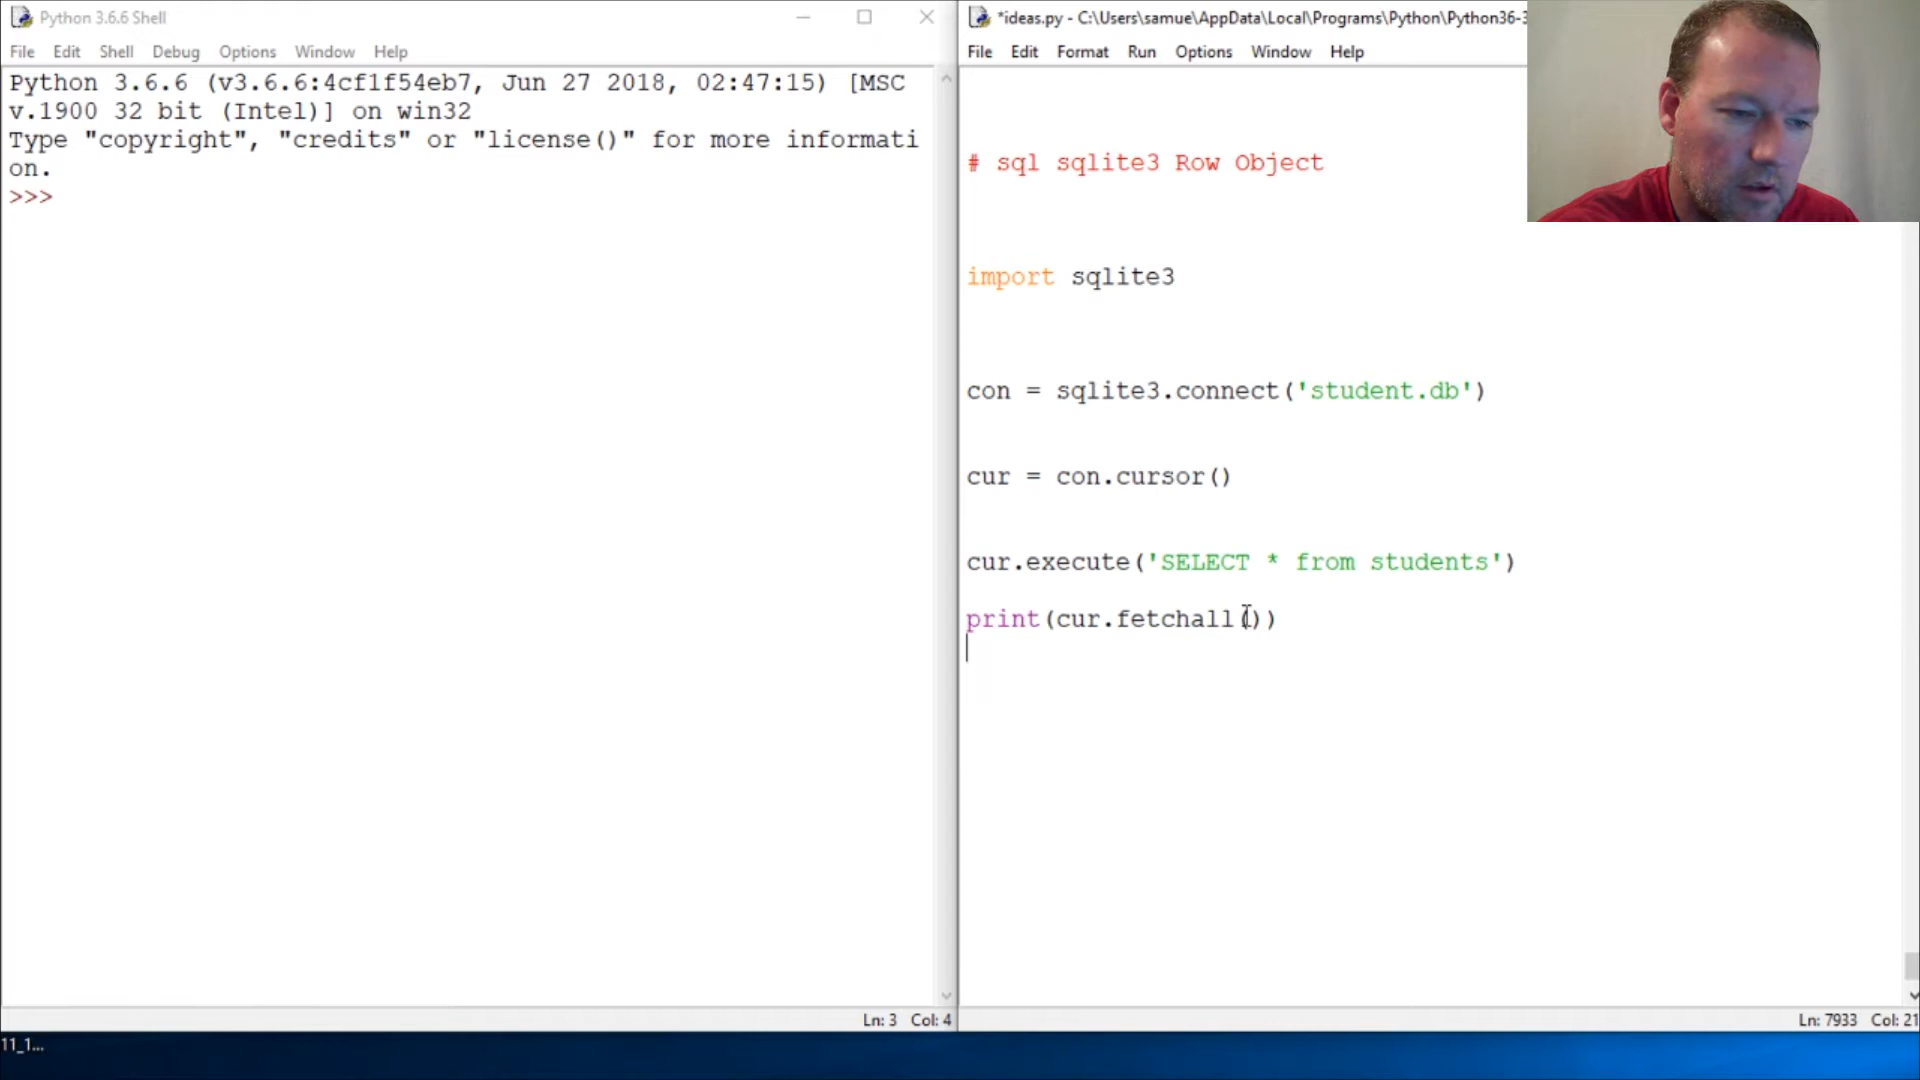 Python 3.6.6 Shell
File Edit Shell Debug Options Window Help
Python 3.6.6 (v3.6.6:4cf1f54eb7, Jun 27 2018, 02:47:15) [MSC
v.1900 32 bit (Intel)] on win32
Type "copyright", "credits" or "license()" for more informati
on.
>>>
Ln: 3 Col: 4
*ideas.py - C:\Users\samue\AppData\Local\Programs\Python\Python36-3
File Edit Format Run Options Window Help
# sql sqlite3 Row Object
import sqlite3
con = sqlite3.connect('student.db')
cur = con.cursor()
cur.execute('SELECT * from students')
print(cur.fetchall())
Ln: 7933 Col: 21
11_1...